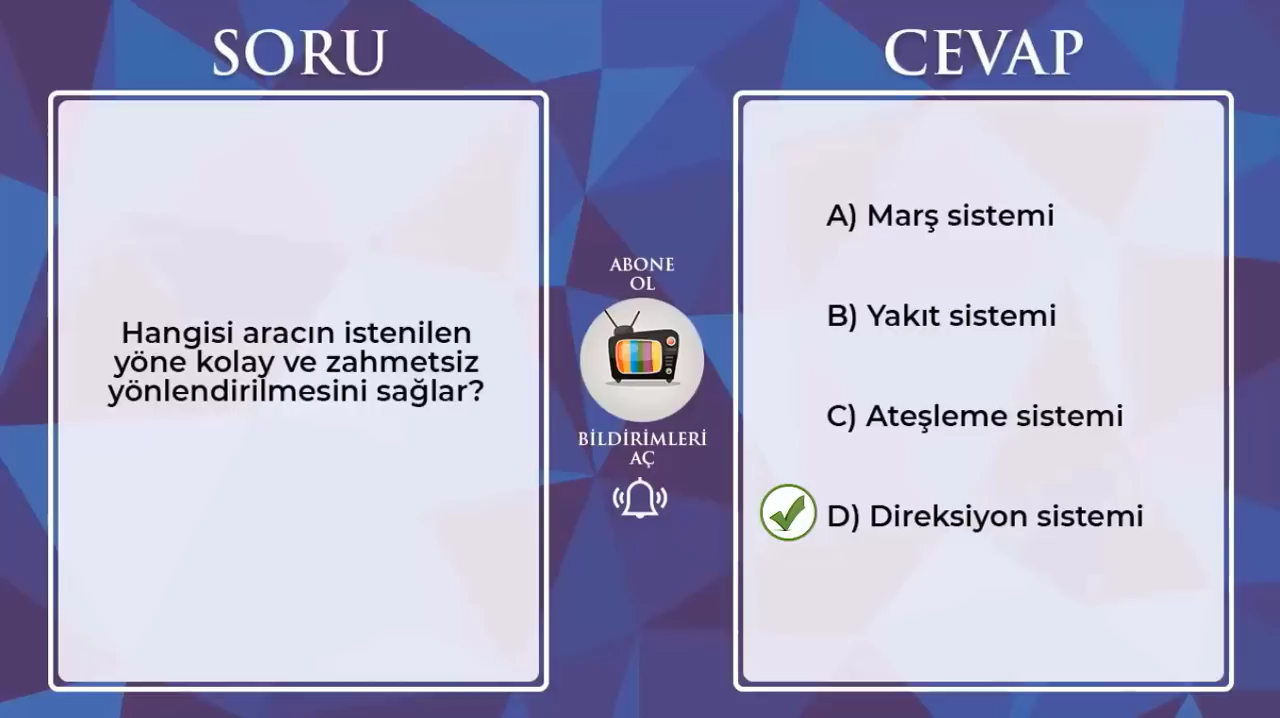 SORU
Hangisi aracın istenilen
yöne kolay ve zahmetsiz
yönlendirilmesini sağlar?
ABONE
OL
BİLDİRİMLERİ
AÇ
CEVAP
A) Marş sistemi
B) Yakıt sistemi
C) Ateşleme sistemi
D) Direksiyon sistemi